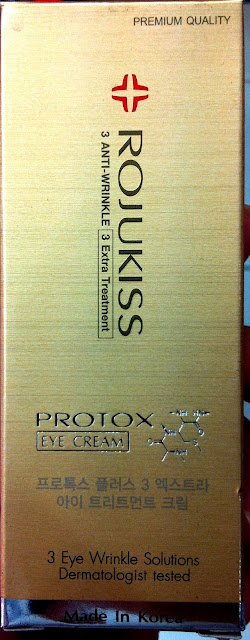 PREMIUM QUALITY
ROJUKISS
3 ANTI-WRINKLE 3 Extra Treatment
PROTOX
EYE CREAM
프로톡스 플러스 3 엑스트라
아이 트리트먼트 크림
3 Eye Wrinkle Solutions
Dermatologist tested
Made In Korea